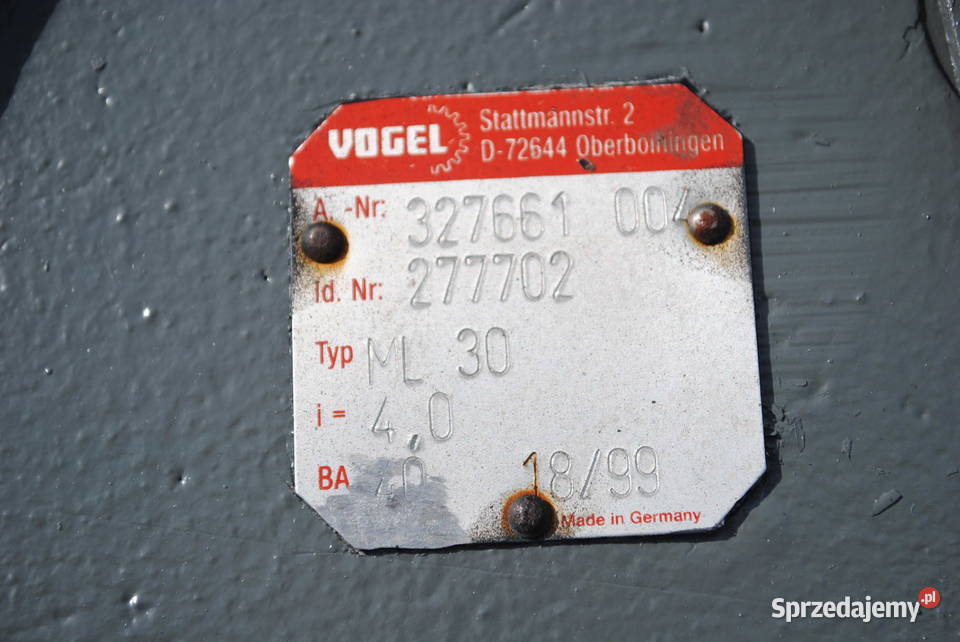 VOGEL
Stattmannstr. 2
D-72644 Oberboihingen
A. -Nr: 327661 004
Id. Nr: 277702
Typ ML 30
i = 4,0
BA 18/99
Made in Germany
Sprzedajemy.pl